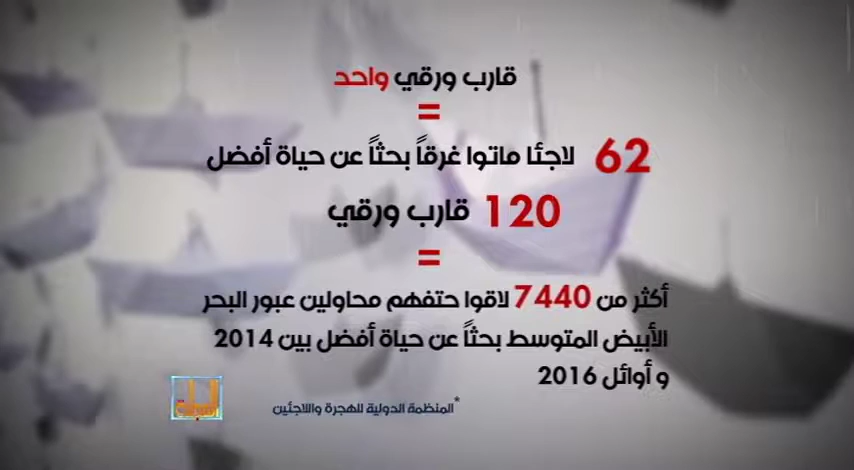 قارب ورقي واحد
=
62 لاجئا ماتوا غرقاً بحثاً عن حياة أفضل
120 قارب ورقي
=
أكثر من 7440 لاقوا حتفهم محاولين عبور البحر
الأبيض المتوسط بحثاً عن حياة أفضل بين 2014
و أوائل 2016
*المنظمة الدولية للهجرة واللاجئين